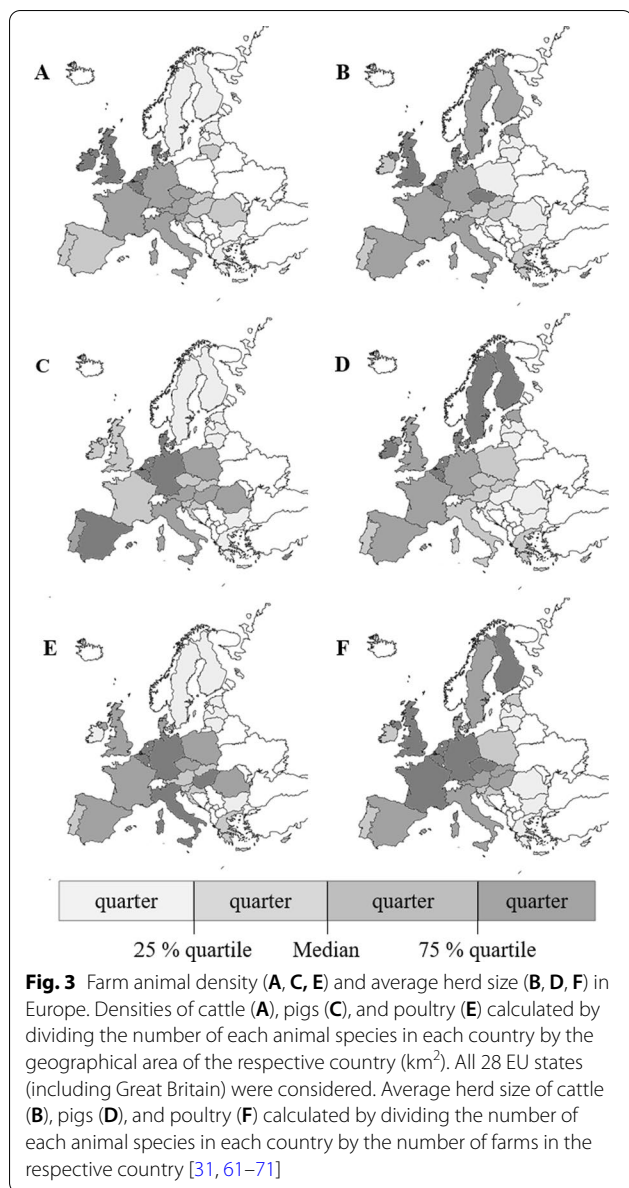 A B
C D
E F
quarter quarter quarter quarter
25 % quartile Median 75 % quartile
Fig. 3 Farm animal density (A, C, E) and average herd size (B, D, F) in
Europe. Densities of cattle (A), pigs (C), and poultry (E) calculated by
dividing the number of each animal species in each country by the
geographical area of the respective country (km²). All 28 EU states
(including Great Britain) were considered. Average herd size of cattle
(B), pigs (D), and poultry (F) calculated by dividing the number of
each animal species in each country by the number of farms in the
respective country [31, 61–71]